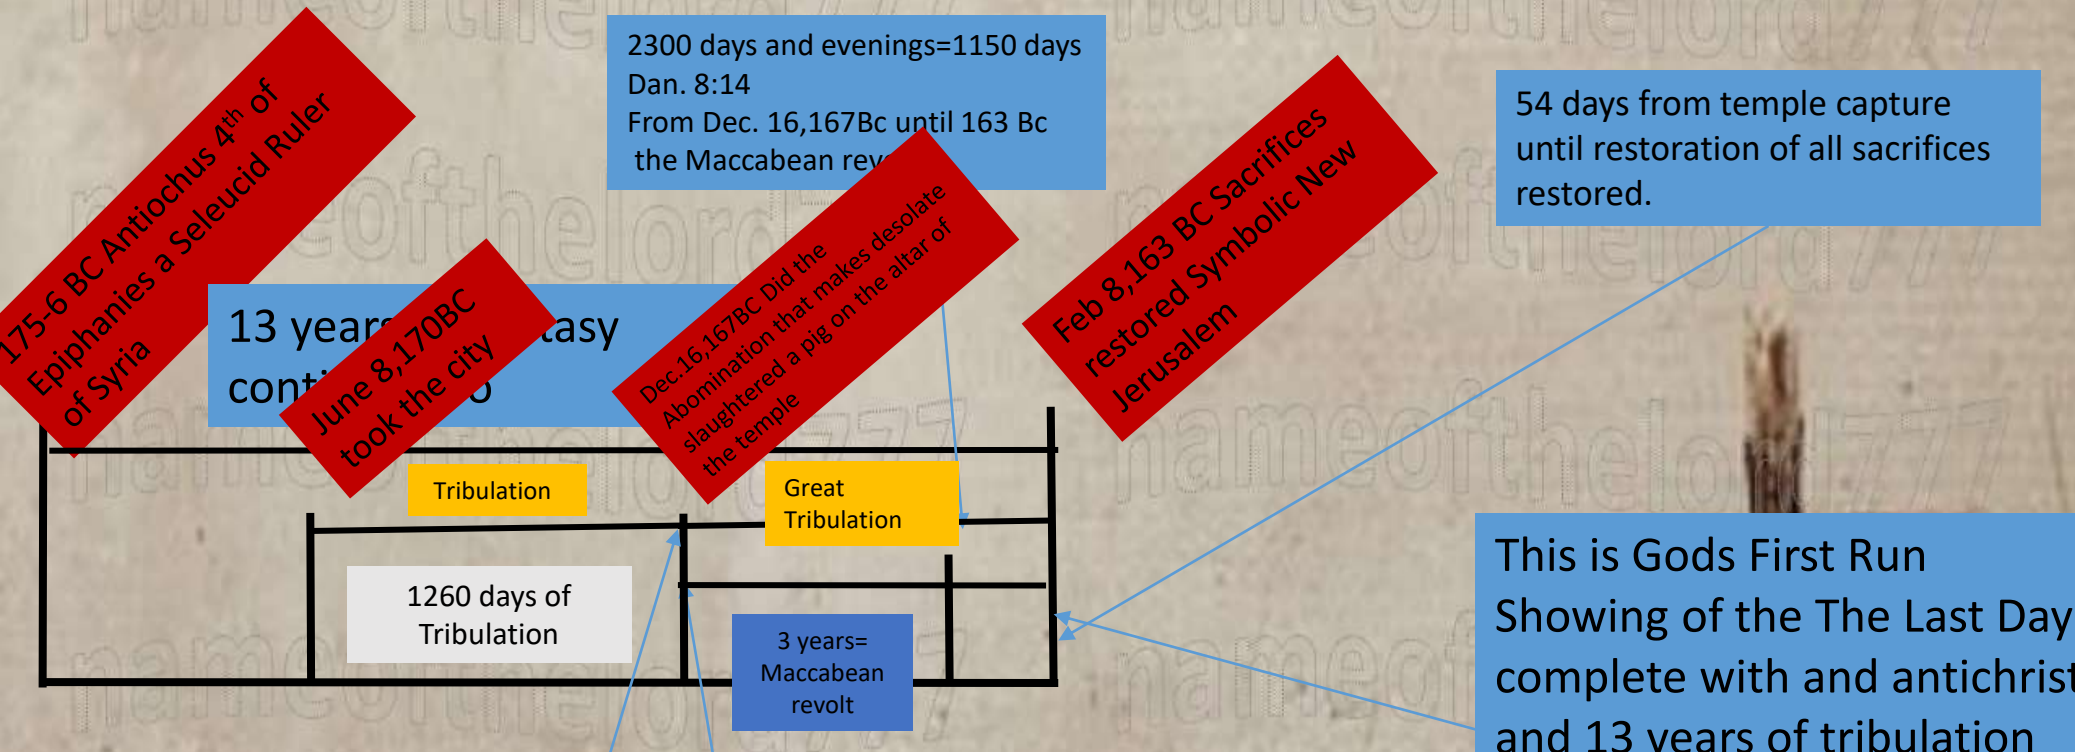 175-6 BC Antiochus 4th of
Epiphanies a Seleucid Ruler
of Syria
2300 days and evenings=1150 days
Dan. 8:14
From Dec. 16,167Bc until 163 Bc
the Maccabean
54 days from temple capture
until restoration of all sacrifices
restored.
13
June 8,170BC
took the city
Dec.16,167BC Did the
Abomination that makes desolate
slaughtered a pig on the altar of
the temple
Feb 8,163 BC Sacrifices
restored Symbolic New
Jerusalem
Tribulation
Great
Tribulation
1260 days of
Tribulation
3 years=
Maccabean
revolt
This is Gods First Run
Showing of the The Last Day
complete with and antichrist
and 13 years of tribulation
nameofthelord777